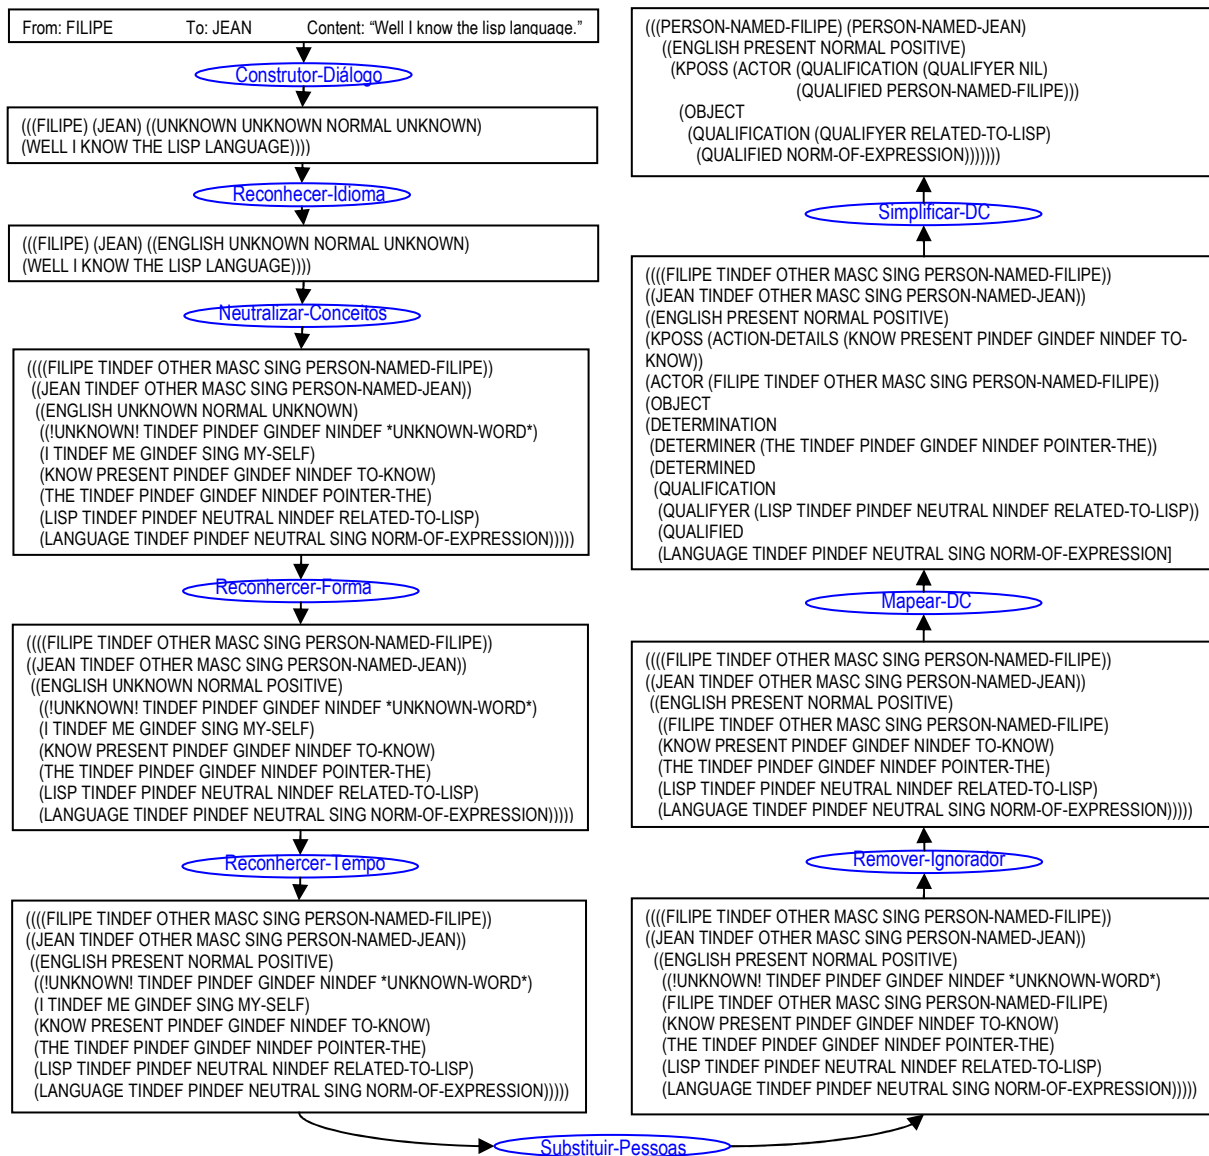 From: FILIPE To: JEAN Content: “Well I know the lisp language.”
Construtor-Diálogo
(((FILIPE) (JEAN) ((UNKNOWN UNKNOWN NORMAL UNKNOWN)
(WELL I KNOW THE LISP LANGUAGE))))
Reconhecer-Idioma
(((FILIPE) (JEAN) ((ENGLISH UNKNOWN NORMAL UNKNOWN)
(WELL I KNOW THE LISP LANGUAGE))))
Neutralizar-Conceitos
((((FILIPE TINDEF OTHER MASC SING PERSON-NAMED-FILIPE))
((JEAN TINDEF OTHER MASC SING PERSON-NAMED-JEAN))
((ENGLISH UNKNOWN NORMAL UNKNOWN)
((!UNKNOWN! TINDEF PINDEF GINDEF NINDEF *UNKNOWN-WORD*)
(I TINDEF ME GINDEF SING MY-SELF)
(KNOW PRESENT PINDEF GINDEF NINDEF TO-KNOW)
(THE TINDEF PINDEF GINDEF NINDEF POINTER-THE)
(LISP TINDEF PINDEF NEUTRAL NINDEF RELATED-TO-LISP)
(LANGUAGE TINDEF PINDEF NEUTRAL SING NORM-OF-EXPRESSION)))))
Reconhercer-Forma
((((FILIPE TINDEF OTHER MASC SING PERSON-NAMED-FILIPE))
((JEAN TINDEF OTHER MASC SING PERSON-NAMED-JEAN))
((ENGLISH UNKNOWN NORMAL POSITIVE)
((!UNKNOWN! TINDEF PINDEF GINDEF NINDEF *UNKNOWN-WORD*)
(I TINDEF ME GINDEF SING MY-SELF)
(KNOW PRESENT PINDEF GINDEF NINDEF TO-KNOW)
(THE TINDEF PINDEF GINDEF NINDEF POINTER-THE)
(LISP TINDEF PINDEF NEUTRAL NINDEF RELATED-TO-LISP)
(LANGUAGE TINDEF PINDEF NEUTRAL SING NORM-OF-EXPRESSION)))))
Reconhercer-Tempo
((((FILIPE TINDEF OTHER MASC SING PERSON-NAMED-FILIPE))
((JEAN TINDEF OTHER MASC SING PERSON-NAMED-JEAN))
((ENGLISH PRESENT NORMAL POSITIVE)
((!UNKNOWN! TINDEF PINDEF GINDEF NINDEF *UNKNOWN-WORD*)
(I TINDEF ME GINDEF SING MY-SELF)
(KNOW PRESENT PINDEF GINDEF NINDEF TO-KNOW)
(THE TINDEF PINDEF GINDEF NINDEF POINTER-THE)
(LISP TINDEF PINDEF NEUTRAL NINDEF RELATED-TO-LISP)
(LANGUAGE TINDEF PINDEF NEUTRAL SING NORM-OF-EXPRESSION)))))
Substituir-Pessoas
((((FILIPE TINDEF OTHER MASC SING PERSON-NAMED-FILIPE))
((JEAN TINDEF OTHER MASC SING PERSON-NAMED-JEAN))
((ENGLISH PRESENT NORMAL POSITIVE)
((!UNKNOWN! TINDEF PINDEF GINDEF NINDEF *UNKNOWN-WORD*)
(FILIPE TINDEF OTHER MASC SING PERSON-NAMED-FILIPE)
(KNOW PRESENT PINDEF GINDEF NINDEF TO-KNOW)
(THE TINDEF PINDEF GINDEF NINDEF POINTER-THE)
(LISP TINDEF PINDEF NEUTRAL NINDEF RELATED-TO-LISP)
(LANGUAGE TINDEF PINDEF NEUTRAL SING NORM-OF-EXPRESSION)))))
Remover-Ignorador
((((FILIPE TINDEF OTHER MASC SING PERSON-NAMED-FILIPE))
((JEAN TINDEF OTHER MASC SING PERSON-NAMED-JEAN))
((ENGLISH PRESENT NORMAL POSITIVE)
((FILIPE TINDEF OTHER MASC SING PERSON-NAMED-FILIPE)
(KNOW PRESENT PINDEF GINDEF NINDEF TO-KNOW)
(THE TINDEF PINDEF GINDEF NINDEF POINTER-THE)
(LISP TINDEF PINDEF NEUTRAL NINDEF RELATED-TO-LISP)
(LANGUAGE TINDEF PINDEF NEUTRAL SING NORM-OF-EXPRESSION)))))
Mapear-DC
((((FILIPE TINDEF OTHER MASC SING PERSON-NAMED-FILIPE))
((JEAN TINDEF OTHER MASC SING PERSON-NAMED-JEAN))
((ENGLISH PRESENT NORMAL POSITIVE)
(KPOSS (ACTION-DETAILS (KNOW PRESENT PINDEF GINDEF NINDEF TO-
KNOW))
(ACTOR (FILIPE TINDEF OTHER MASC SING PERSON-NAMED-FILIPE))
(OBJECT
(DETERMINATION
(DETERMINER (THE TINDEF PINDEF GINDEF NINDEF POINTER-THE))
(DETERMINED
(QUALIFICATION
(QUALIFYER (LISP TINDEF PINDEF NEUTRAL NINDEF RELATED-TO-LISP))
(QUALIFIED
(LANGUAGE TINDEF PINDEF NEUTRAL SING NORM-OF-EXPRESSION]
Simplificar-DC
(((PERSON-NAMED-FILIPE) (PERSON-NAMED-JEAN)
((ENGLISH PRESENT NORMAL POSITIVE)
(KPOSS (ACTOR (QUALIFICATION (QUALIFYER NIL)
(QUALIFIED PERSON-NAMED-FILIPE)))
(OBJECT
(QUALIFICATION (QUALIFYER RELATED-TO-LISP)
(QUALIFIED NORM-OF-EXPRESSION)))))))